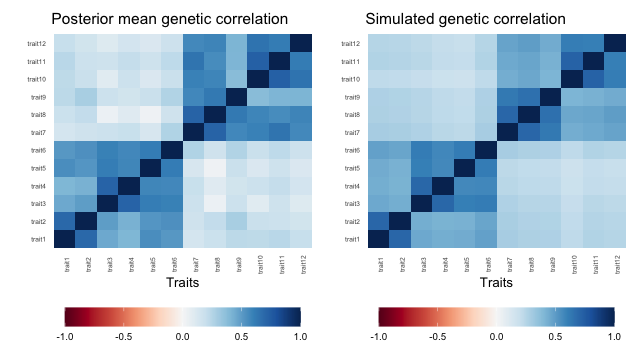 Posterior mean genetic correlation
trait12
trait11
trait10
trait9
trait8
trait7
trait6
trait5
trait4
trait3
trait2
trait1
trait1 trait2 trait3 trait4 trait5 trait6 trait7 trait8 trait9 trait10 trait11 trait12
Traits
-1.0 -0.5 0.0 0.5 1.0
Simulated genetic correlation
trait12
trait11
trait10
trait9
trait8
trait7
trait6
trait5
trait4
trait3
trait2
trait1
trait1 trait2 trait3 trait4 trait5 trait6 trait7 trait8 trait9 trait10 trait11 trait12
Traits
-1.0 -0.5 0.0 0.5 1.0